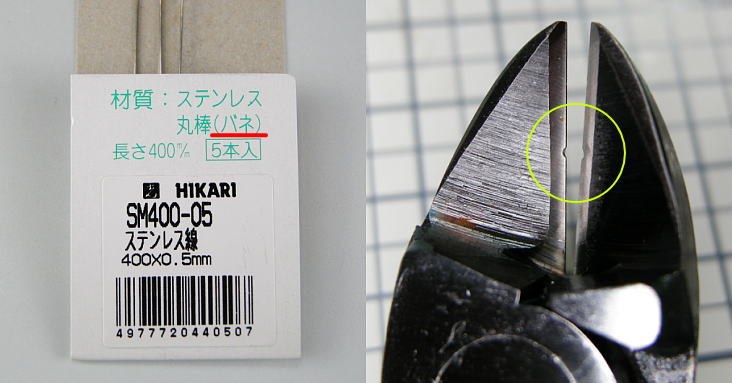 材質：ステンレス
丸棒(バネ)
長さ400m/m 5本入
HIKARI
SM400-05
ステンレス線
400X0.5mm
4977720440507